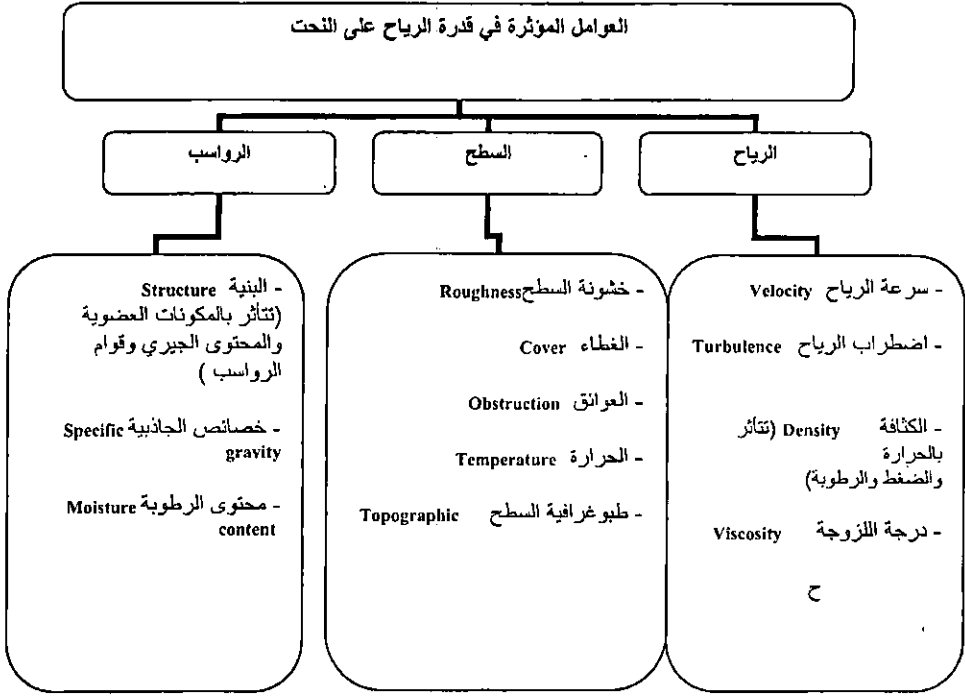 العوامل المؤثرة في قدرة الرياح على النحت
الرياح
السطح
الرواسب
- سرعة الرياح Velocity
- اضطراب الرياح Turbulence
- الكثافة Density (تتأثر
بالحرارة
والضغط والرطوبة)
- درجة اللزوجة Viscosity
ح
- خشونة السطح Roughness
- الغطاء Cover
- العوائق Obstruction
- الحرارة Temperature
- طبوغرافية السطح Topographic
- البنية Structure
(تتأثر بالمكونات العضوية
والمحتوى الجيري وقوام
الرواسب )
- خصائص الجاذبية Specific
gravity
- محتوى الرطوبة Moisture
content